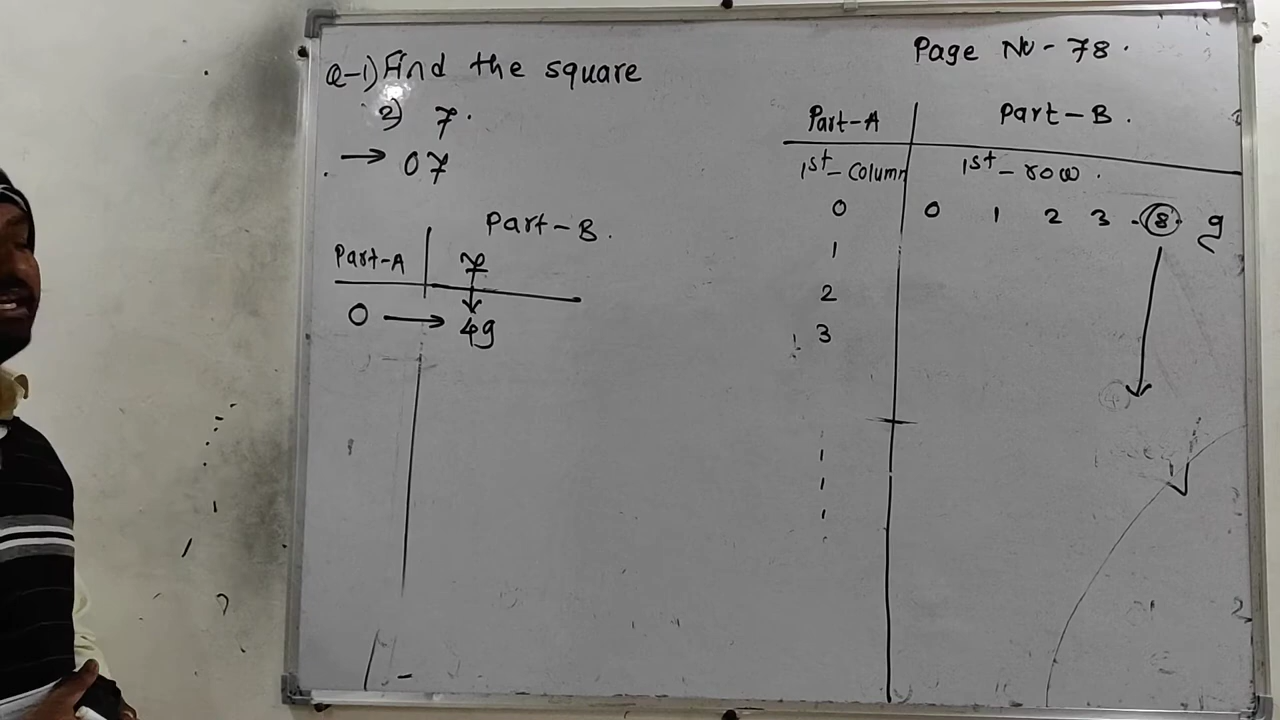 Q-1) Find the square
2) 7.
→ 07
Part-A Part-B.
7
0 → 49
Page No - 78.
Part-A Part-B.
1st-Column 1st-row.
0 0 1 2 3 . 8 . 9
1
2
3